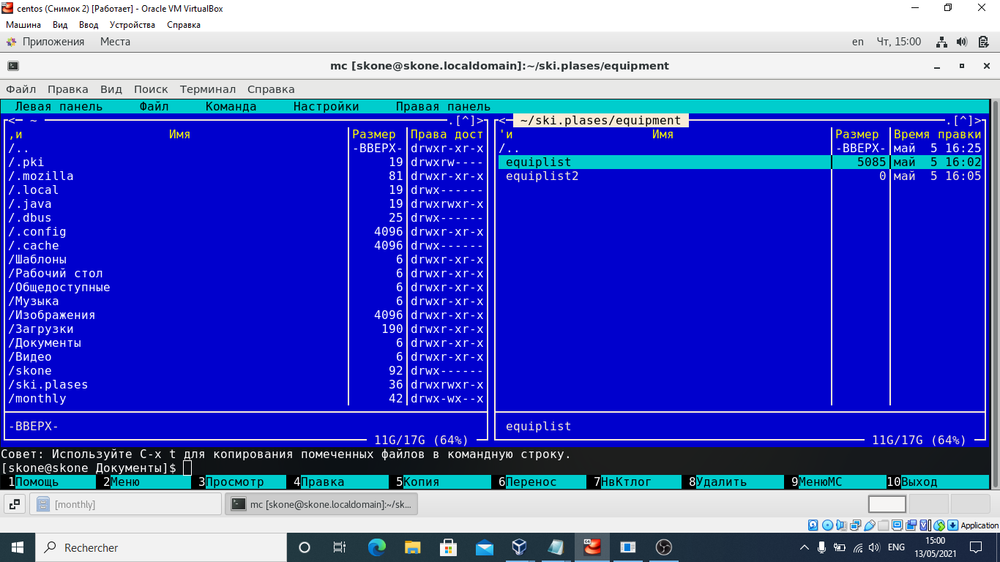 centos (Снимок 2) [Работает] - Oracle VM VirtualBox
Машина Вид Ввод Устройства Справка
Приложения Места en Чт, 15:00
mc [skone@skone.localdomain]:~/ski.plases/equipment
Файл Правка Вид Поиск Терминал Справка
Левая панель Файл Команда Настройки Правая панель
<─ ~ .[^]>
,и Имя Размер Права дост
/.. -ВВЕРХ- drwxr-xr-x
/.pki 19 drwxrw----
/.mozilla 81 drwxr-xr-x
/.local 19 drwx------
/.java 19 drwxrwxr-x
/.dbus 25 drwx------
/.config 4096 drwxr-xr-x
/.cache 4096 drwx------
/Шаблоны 6 drwxr-xr-x
/Рабочий стол 6 drwxr-xr-x
/Общедоступные 6 drwxr-xr-x
/Музыка 6 drwxr-xr-x
/Изображения 4096 drwxr-xr-x
/Загрузки 190 drwxr-xr-x
/Документы 6 drwxr-xr-x
/Видео 6 drwxr-xr-x
/skone 92 drwx------
/ski.plases 36 drwxrwxr-x
/monthly 42 drwx-wx--x
-ВВЕРХ-
11G/17G (64%)
<─ ~/ski.plases/equipment .[^]>
'и Имя Размер Время правки
/.. -ВВЕРХ- май 5 16:25
equiplist 5085 май 5 16:02
equiplist2 0 май 5 16:05
equiplist
11G/17G (64%)
Совет: Используйте C-x t для копирования помеченных файлов в командную строку.
[skone@skone Документы]$
1Помощь 2Меню 3Просмотр 4Правка 5Копия 6Перенос 7НвКтлог 8Удалить 9МенюМС 10Выход
[monthly] mc [skone@skone.localdomain]:~/sk...
Application
Rechercher ENG 15:00
13/05/2021